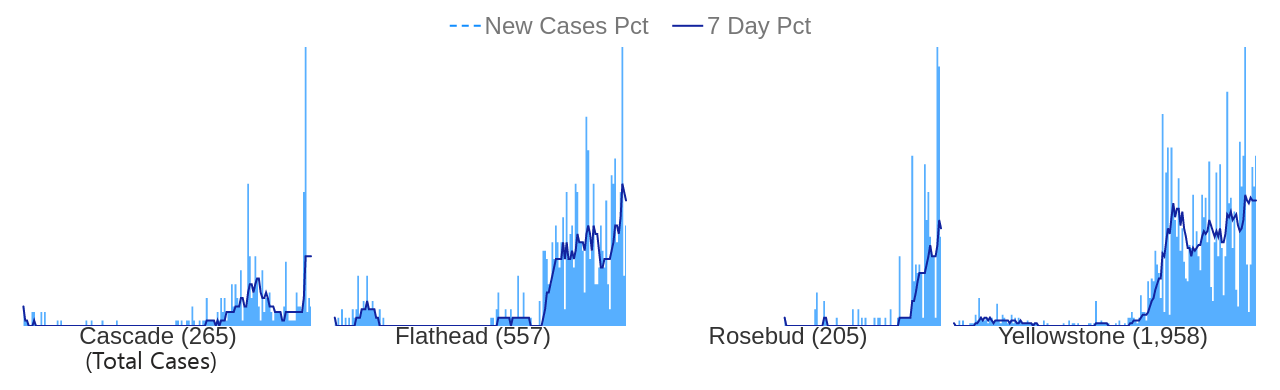 New Cases Pct 7 Day Pct
Cascade (265) Flathead (557) Rosebud (205) Yellowstone (1,958)
(Total Cases)